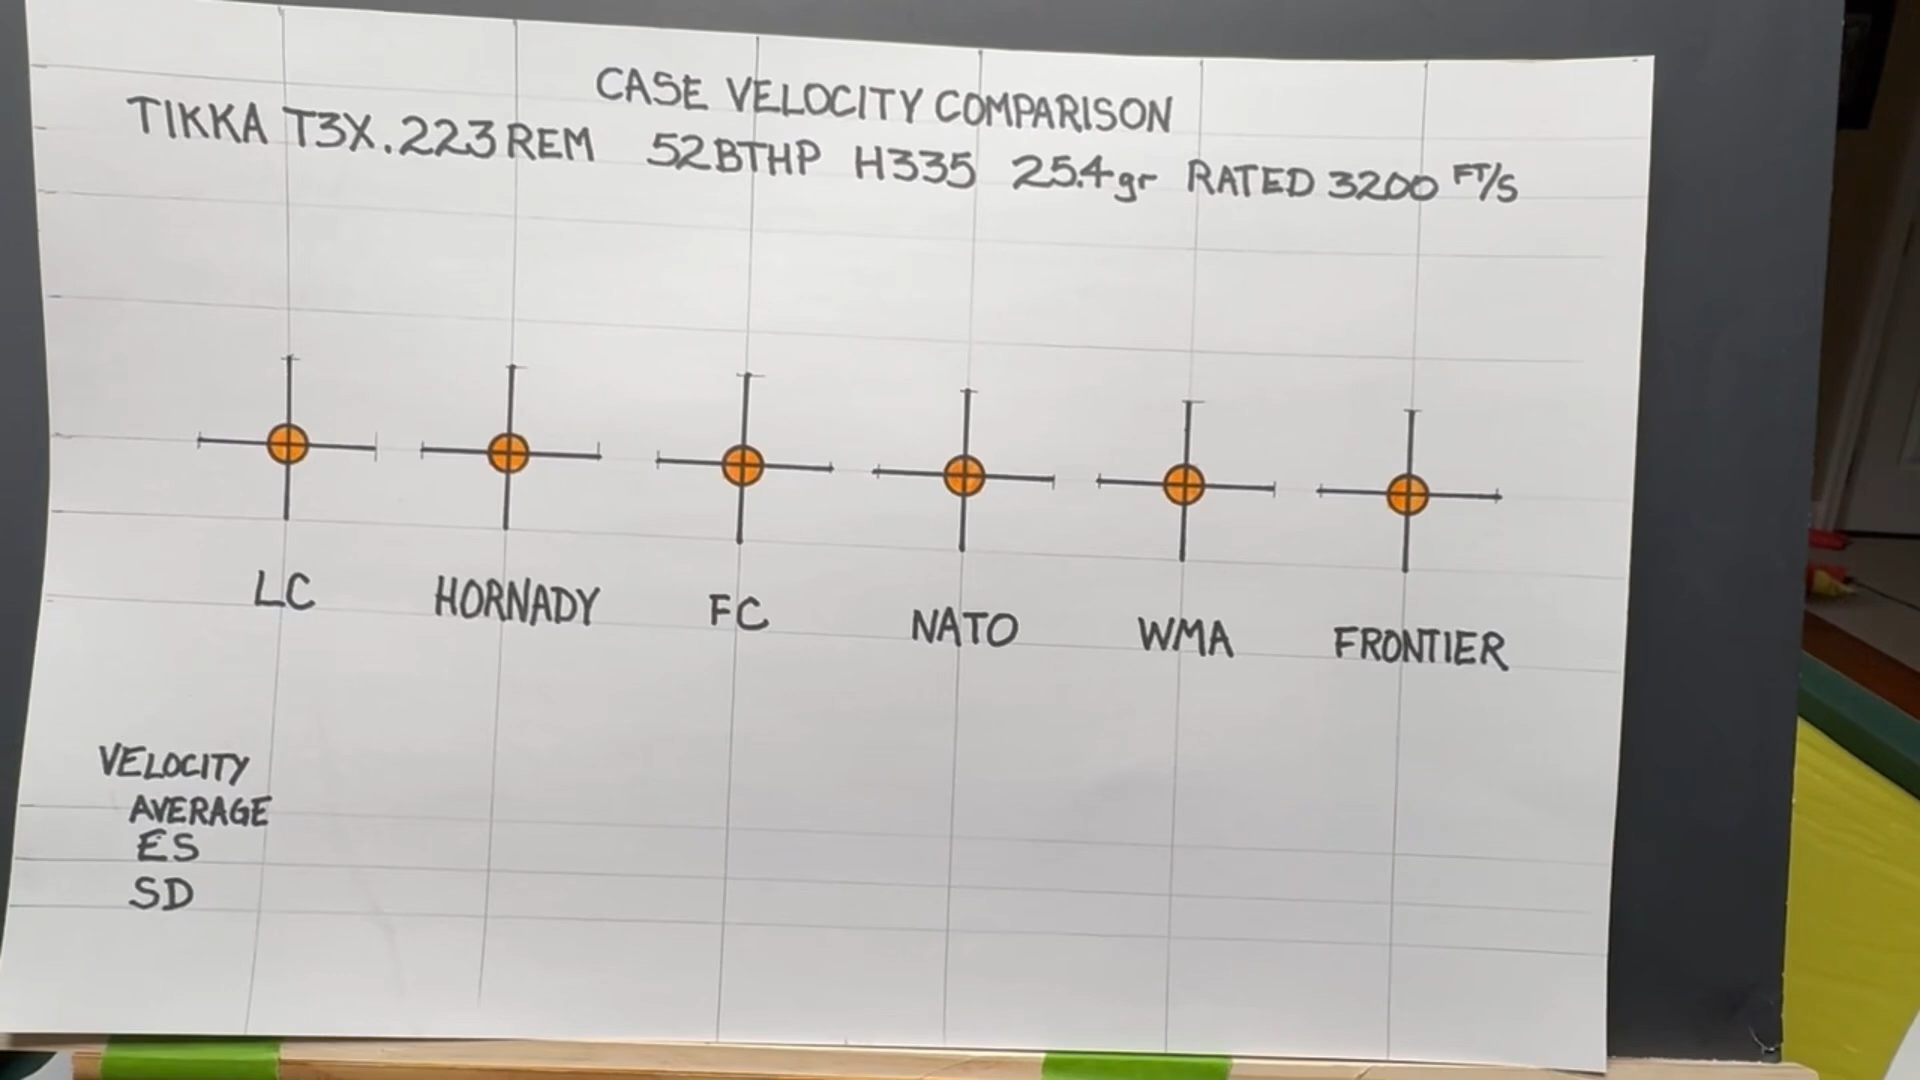 CASE VELOCITY COMPARISON
TIKKA T3X .223 REM 52BTHP H335 25.4gr RATED 3200 FT/S
LC HORNADY FC NATO WMA FRONTIER
VELOCITY
AVERAGE
ES
SD